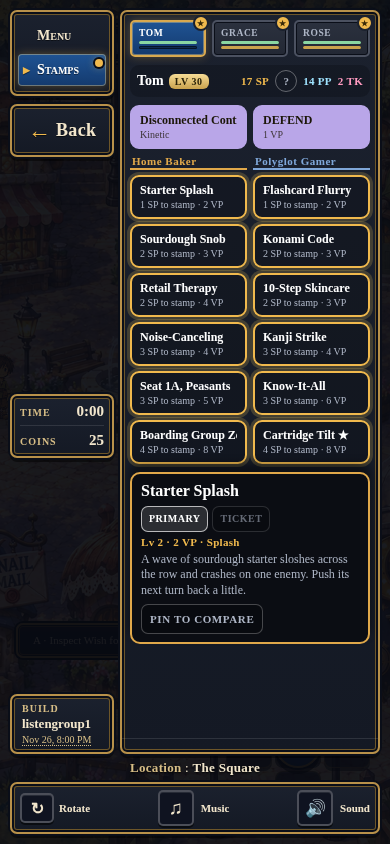 Menu
Stamps
← Back
TIME 0:00
COINS 25
BUILD
listengroup1
Nov 26, 8:00 PM
TOM GRACE ROSE
Tom LV 30 17 SP ? 14 PP 2 TK
Disconnected Cont
Kinetic
DEFEND
1 VP
Home Baker Polyglot Gamer
Starter Splash
1 SP to stamp · 2 VP
Flashcard Flurry
1 SP to stamp · 2 VP
Sourdough Snob
2 SP to stamp · 3 VP
Konami Code
2 SP to stamp · 3 VP
Retail Therapy
2 SP to stamp · 4 VP
10-Step Skincare
2 SP to stamp · 3 VP
Noise-Canceling
3 SP to stamp · 4 VP
Kanji Strike
3 SP to stamp · 4 VP
Seat 1A, Peasants
3 SP to stamp · 5 VP
Know-It-All
3 SP to stamp · 6 VP
Boarding Group Z
4 SP to stamp · 8 VP
Cartridge Tilt ★
4 SP to stamp · 8 VP
Starter Splash
PRIMARY TICKET
Lv 2 · 2 VP · Splash
A wave of sourdough starter sloshes across
the row and crashes on one enemy. Push its
next turn back a little.
PIN TO COMPARE
Location : The Square
Rotate Music Sound